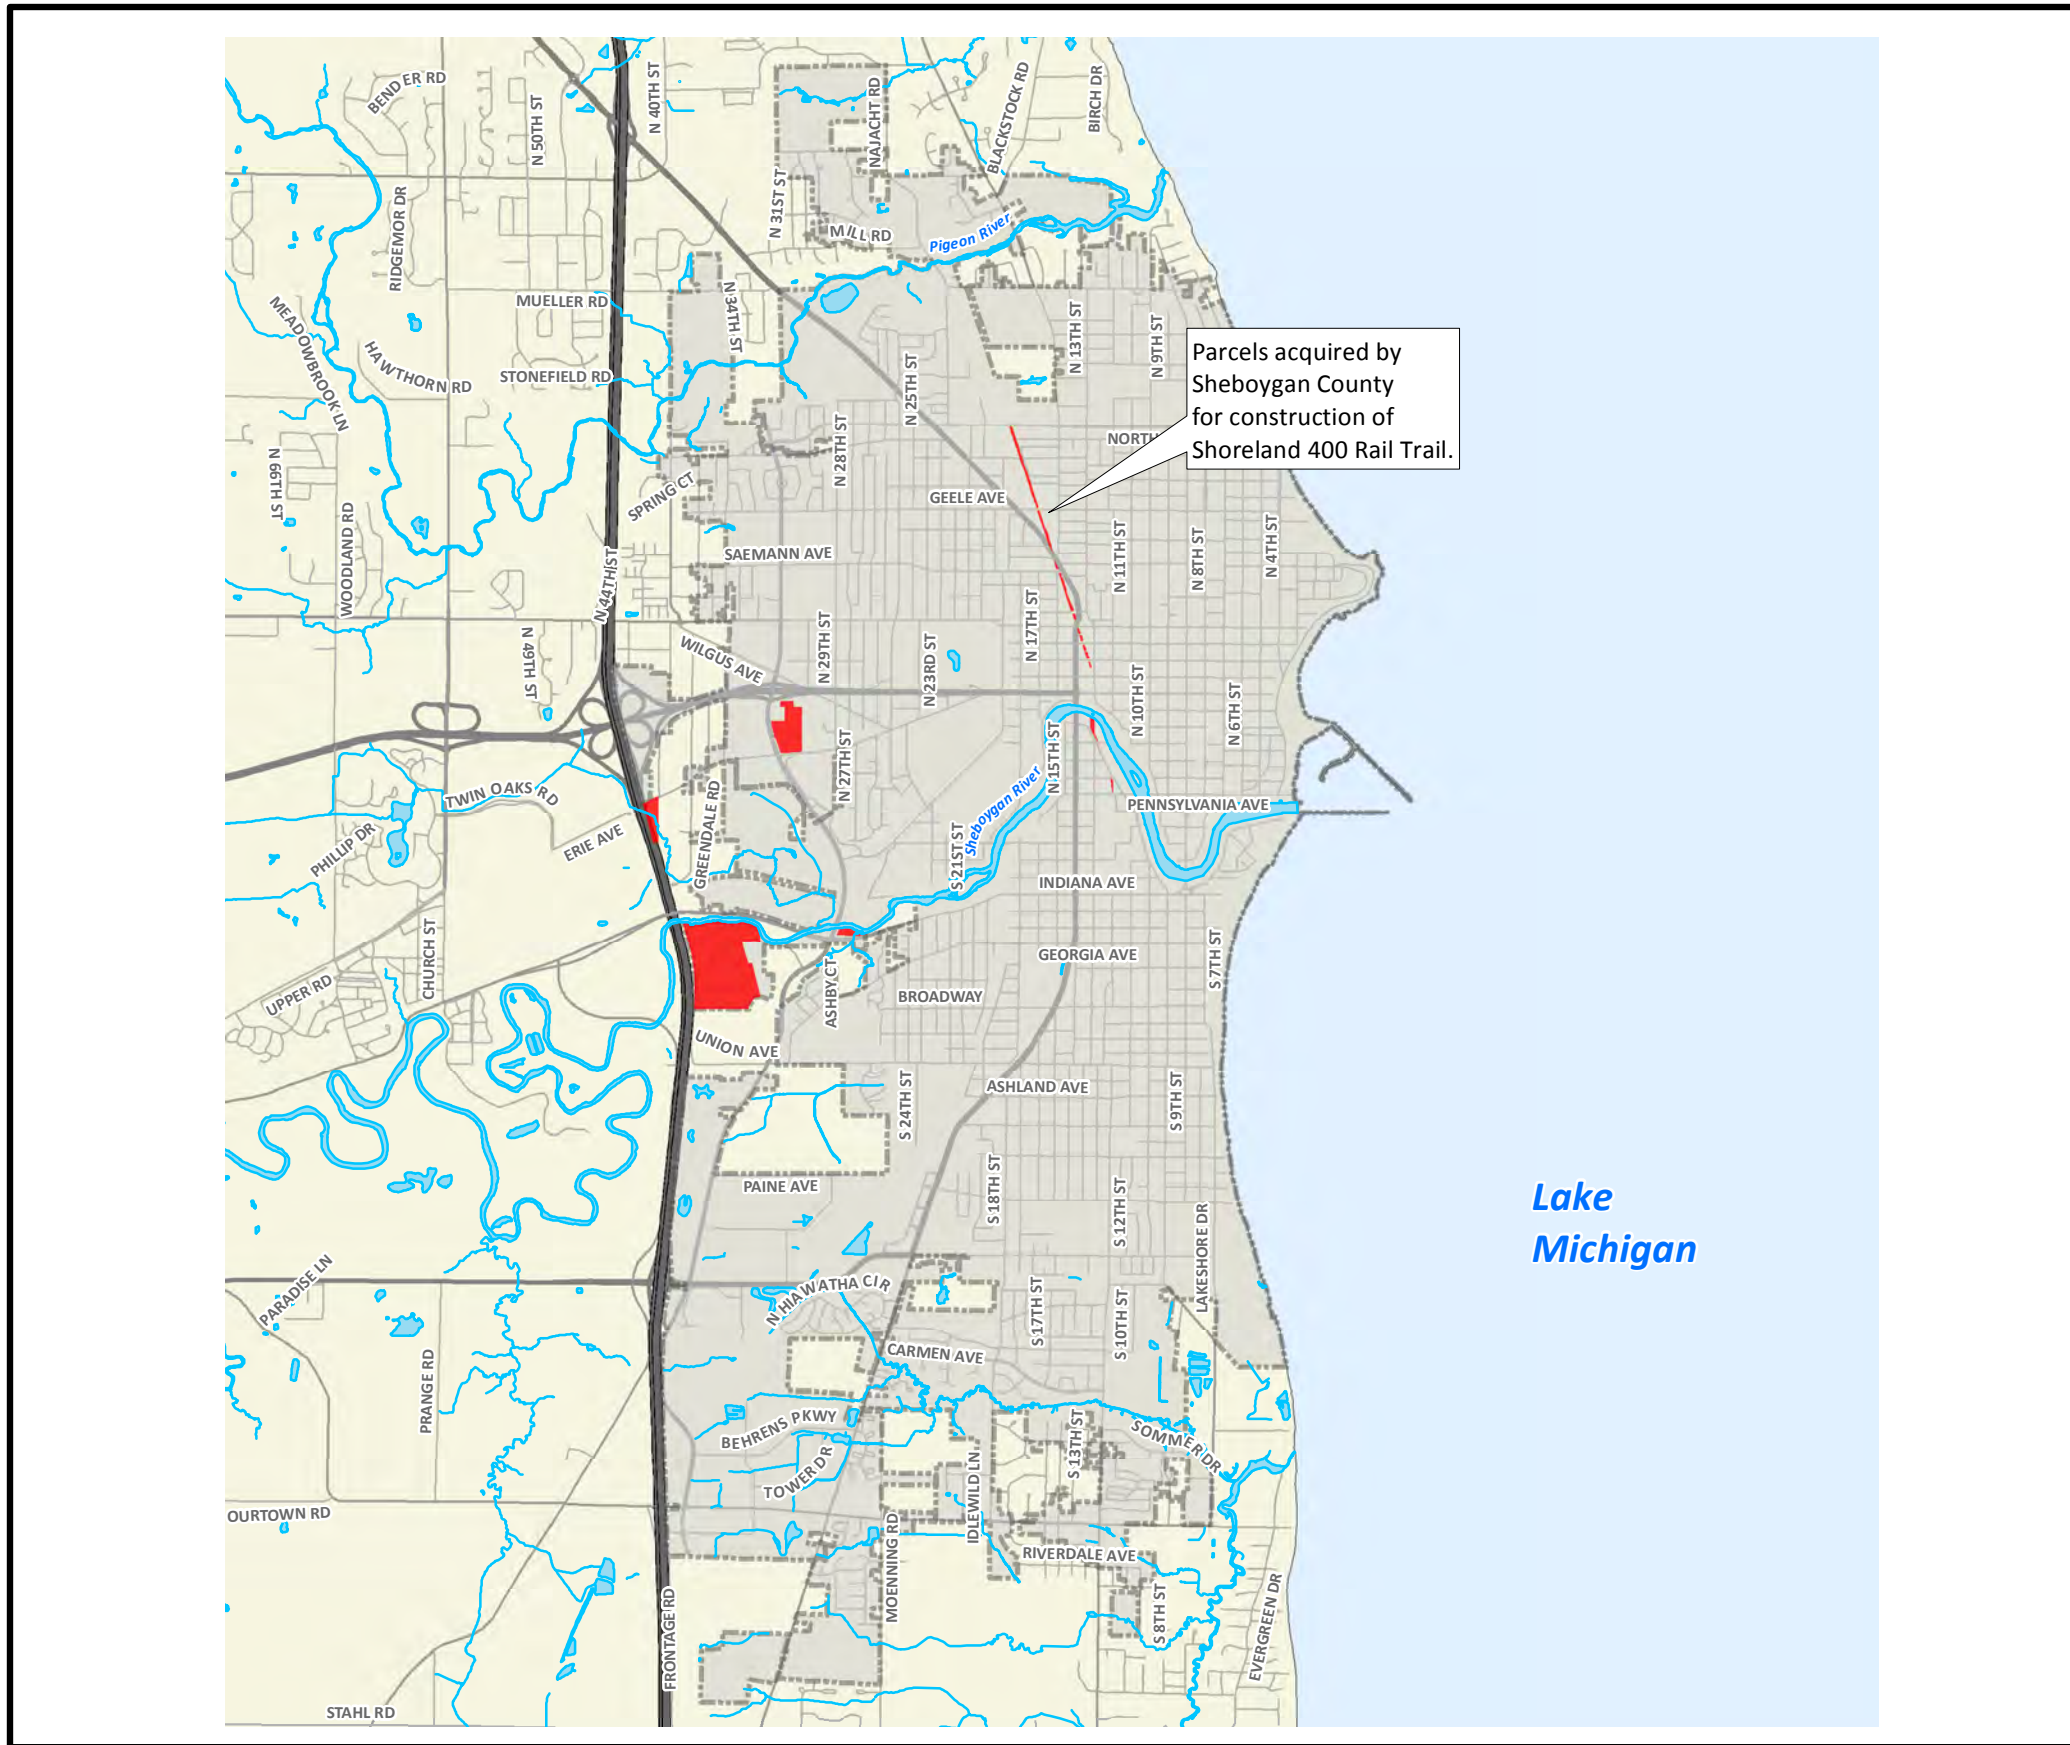 BENDER RD
N 50TH ST
N 40TH ST
NAJACHT RD
BLACKSTOCK RD
BIRCH DR
RIDGEMOR DR
N 31ST ST
MILL RD
Pigeon River
MUELLER RD
N 34TH ST
MEADOWBROOK LN
HAWTHORN RD
STONEFIELD RD
N 25TH ST
N 13TH ST
N 9TH ST
Parcels acquired by
Sheboygan County
for construction of
Shoreland 400 Rail Trail.
N 28TH ST
NORTH
N 66TH ST
SPRING CT
GEELE AVE
WOODLAND RD
SAEMANN AVE
N 11TH ST
N 8TH ST
N 4TH ST
N 44TH ST
N 17TH ST
N 49TH ST
WILGUS AVE
N 29TH ST
N 23RD ST
N 10TH ST
N 6TH ST
N 27TH ST
N 15TH ST
TWIN OAKS RD
Sheboygan River
PENNSYLVANIA AVE
PHILLIP DR
ERIE AVE
GREENDALE RD
S 21ST ST
INDIANA AVE
CHURCH ST
UPPER RD
ASHBY CT
GEORGIA AVE
S 7TH ST
BROADWAY
UNION AVE
S 24TH ST
ASHLAND AVE
S 9TH ST
PAINE AVE
S 18TH ST
S 12TH ST
LAKESHORE DR
Lake
Michigan
PARADISE LN
N HIAWATHA CIR
S 17TH ST
S 10TH ST
PRANGE RD
CARMEN AVE
BEHRENS PKWY
TOWER DR
IDLEWILD LN
S 13TH ST
SOMMER DR
OURTOWN RD
MOENNING RD
RIVERDALE AVE
S 8TH ST
EVERGREEN DR
FRONTAGE RD
STAHL RD